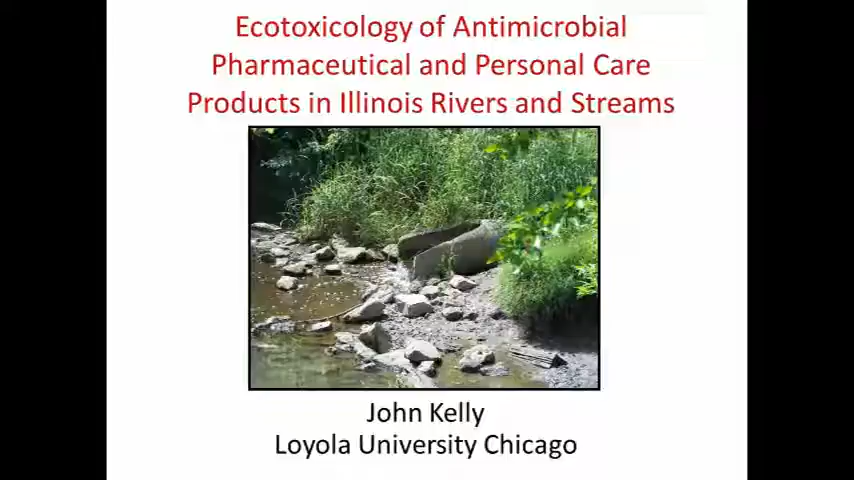 Ecotoxicology of Antimicrobial
Pharmaceutical and Personal Care
Products in Illinois Rivers and Streams
John Kelly
Loyola University Chicago